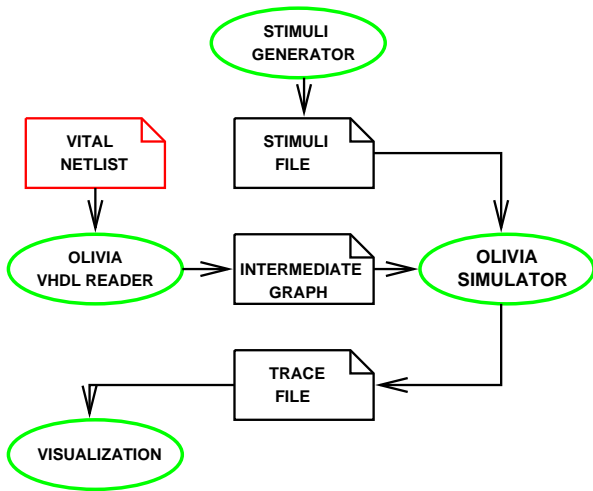 STIMULI
GENERATOR
VITAL
NETLIST
STIMULI
FILE
OLIVIA
VHDL READER
INTERMEDIATE
GRAPH
OLIVIA
SIMULATOR
TRACE
FILE
VISUALIZATION